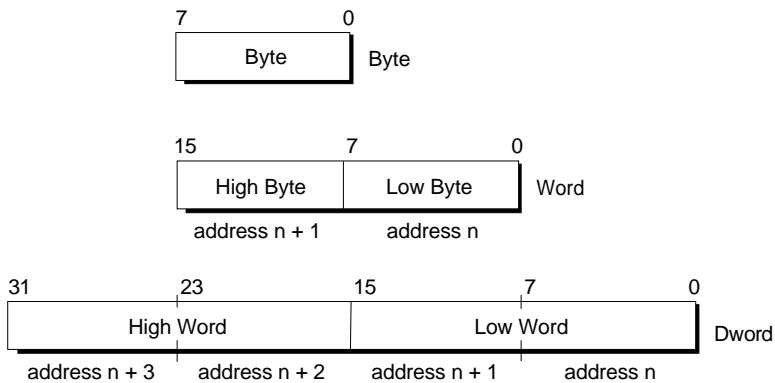 7 0
Byte Byte
15 7 0
High Byte Low Byte Word
address n + 1 address n
31 23 15 7 0
High Word Low Word Dword
address n + 3 address n + 2 address n + 1 address n